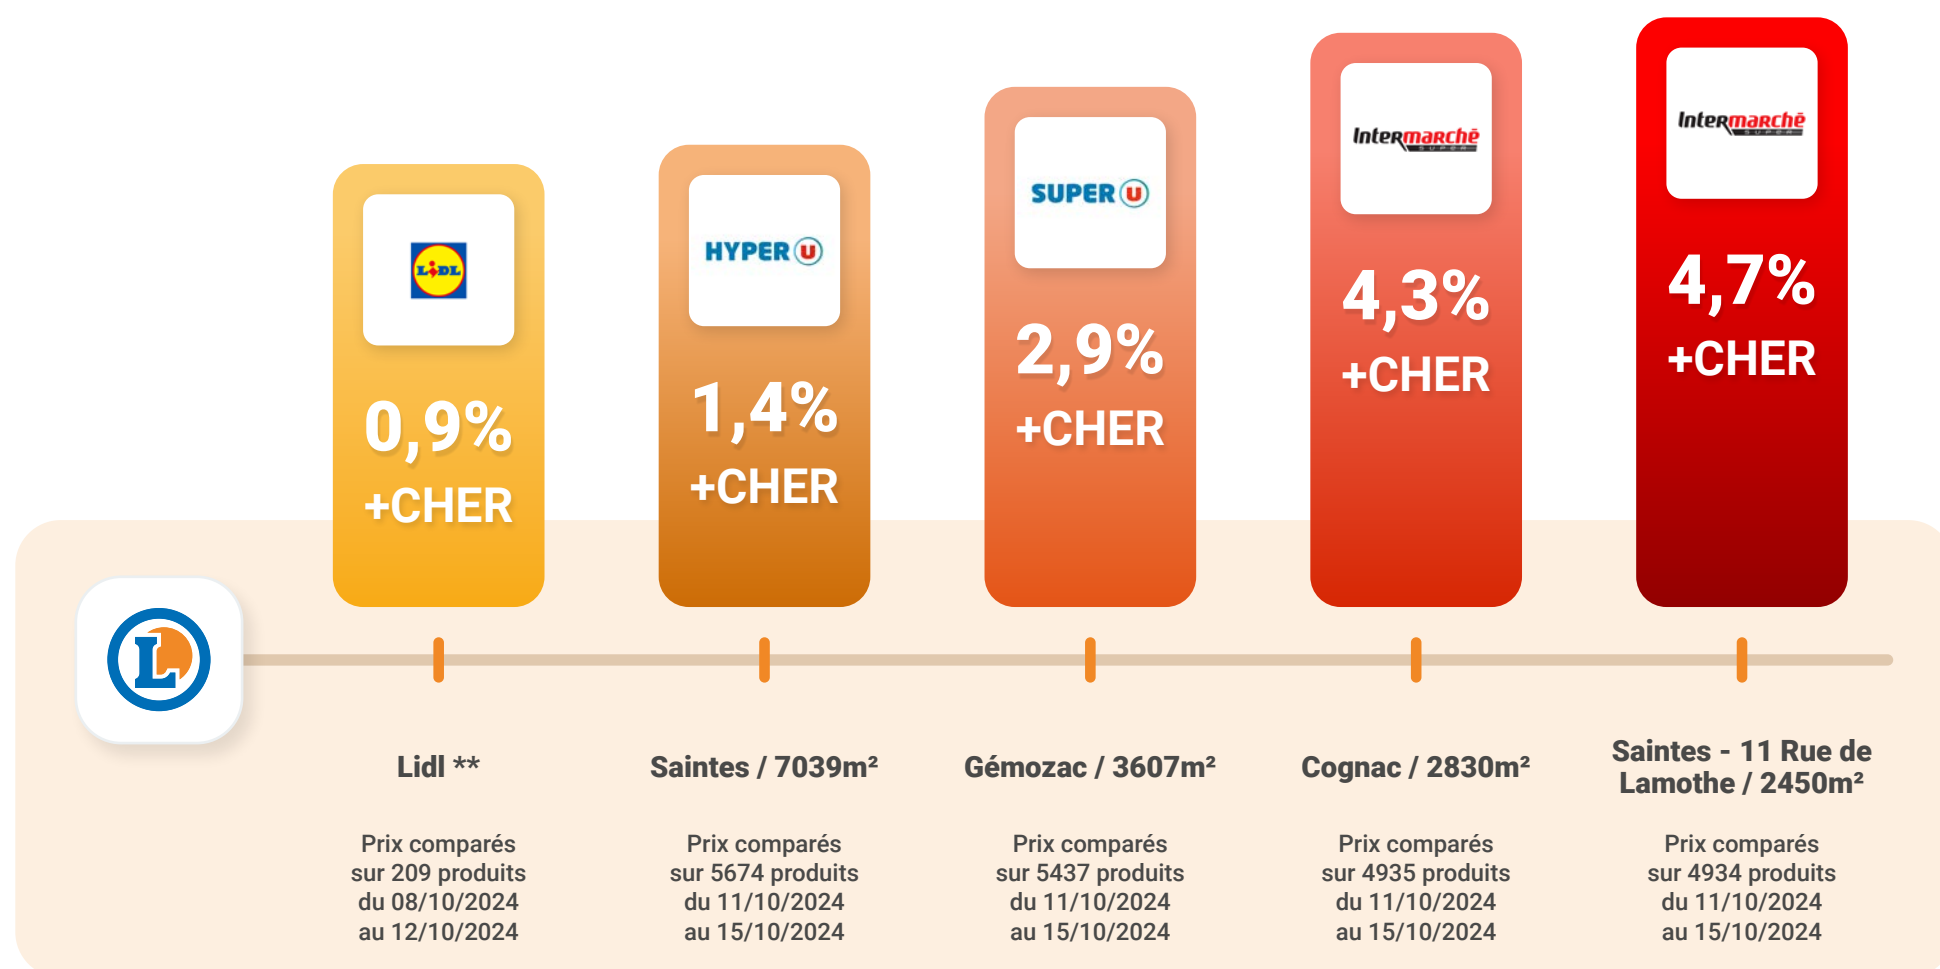 LiDL
0,9%
+CHER
HYPER U
1,4%
+CHER
SUPER U
2,9%
+CHER
Intermarchē
SUPER
4,3%
+CHER
Intermarchē
SUPER
4,7%
+CHER
L
Lidl **
Prix comparés
sur 209 produits
du 08/10/2024
au 12/10/2024
Saintes / 7039m²
Prix comparés
sur 5674 produits
du 11/10/2024
au 15/10/2024
Gémozac / 3607m²
Prix comparés
sur 5437 produits
du 11/10/2024
au 15/10/2024
Cognac / 2830m²
Prix comparés
sur 4935 produits
du 11/10/2024
au 15/10/2024
Saintes - 11 Rue de
Lamothe / 2450m²
Prix comparés
sur 4934 produits
du 11/10/2024
au 15/10/2024